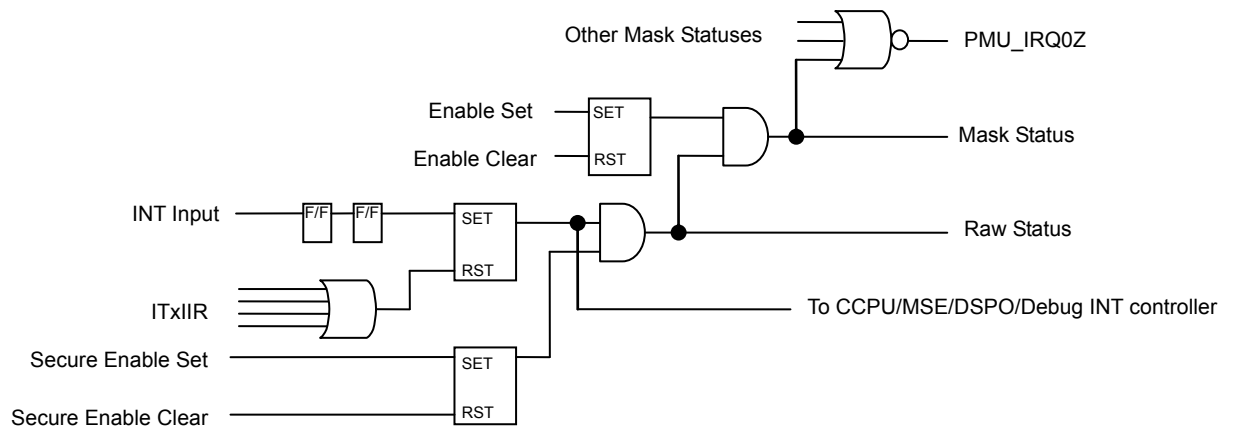 Other Mask Statuses
PMU_IRQ0Z
Enable Set
SET
Mask Status
Enable Clear
RST
INT Input
F/F
F/F
SET
Raw Status
RST
ITxIIR
To CCPU/MSE/DSPO/Debug INT controller
Secure Enable Set
SET
Secure Enable Clear
RST